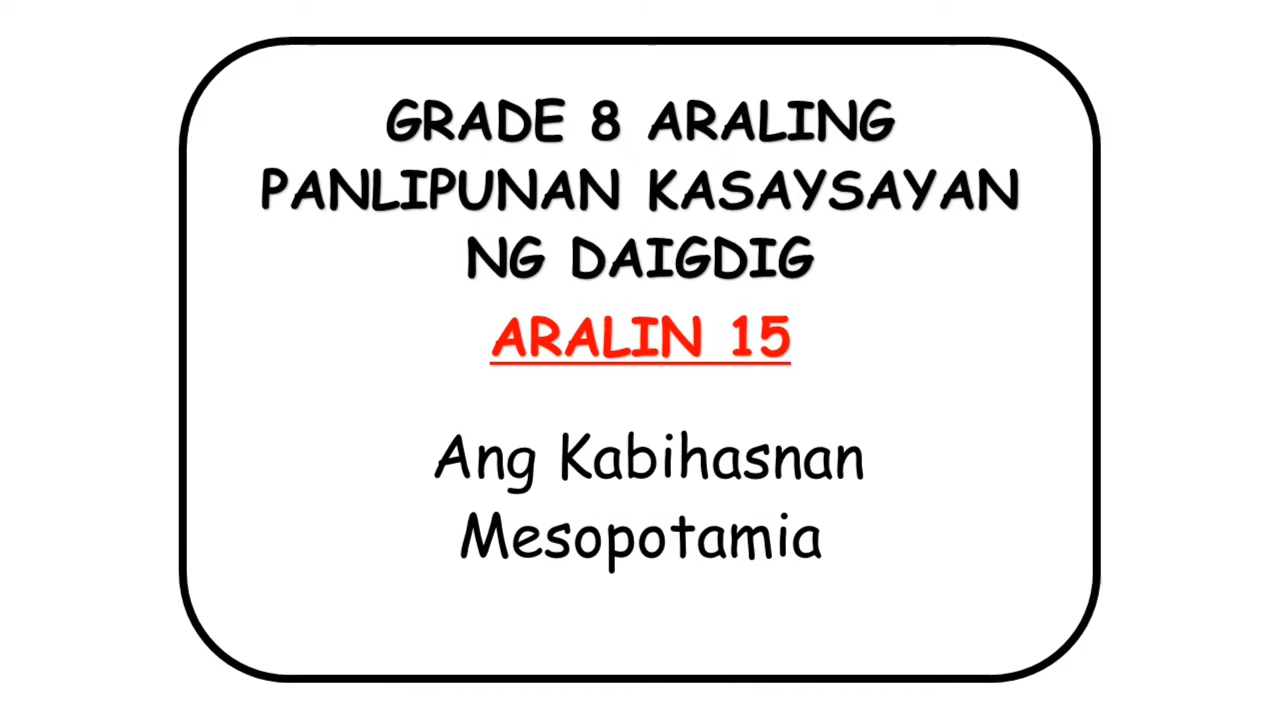 GRADE 8 ARALING
PANLIPUNAN KASAYSAYAN
NG DAIGDIG
ARALIN 15
Ang Kabihasnan
Mesopotamia